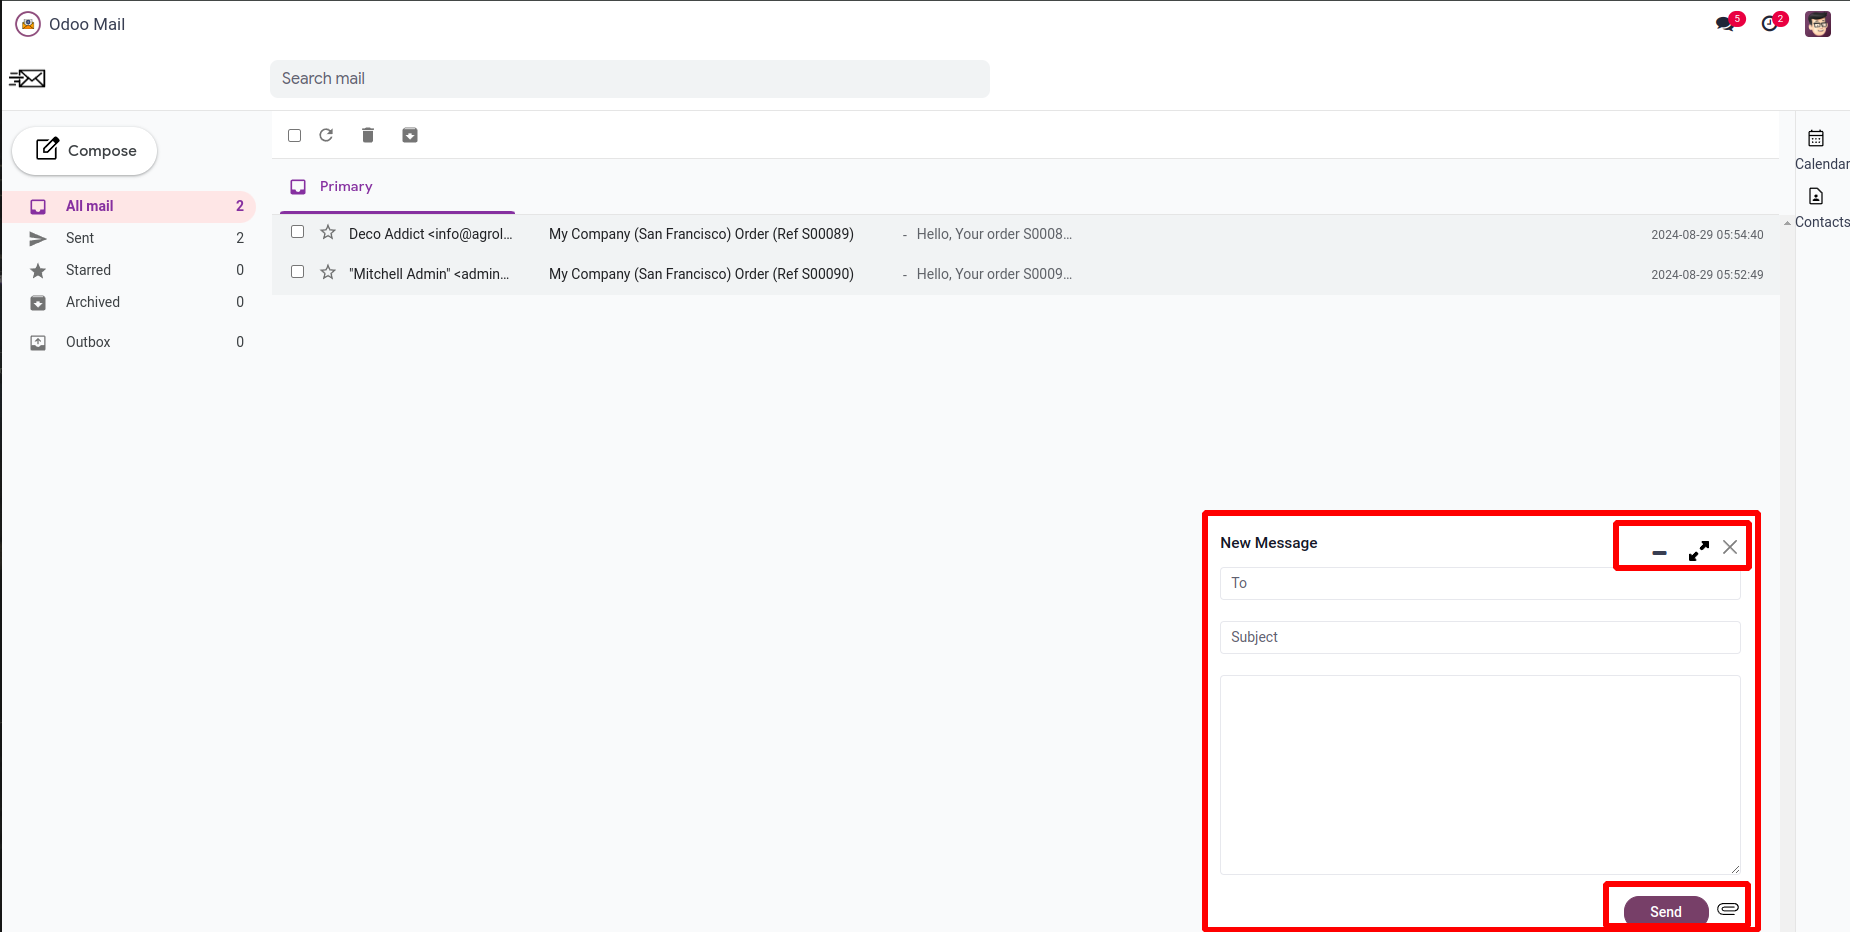 Odoo Mail
5
2
Search mail
Compose
Calendar
All mail 2
Primary
Contacts
Sent 2
Deco Addict <info@agrol... My Company (San Francisco) Order (Ref S00089) - Hello, Your order S0008... 2024-08-29 05:54:40
Starred 0
"Mitchell Admin" <admin... My Company (San Francisco) Order (Ref S00090) - Hello, Your order S0009... 2024-08-29 05:52:49
Archived 0
Outbox 0
New Message
To
Subject
Send